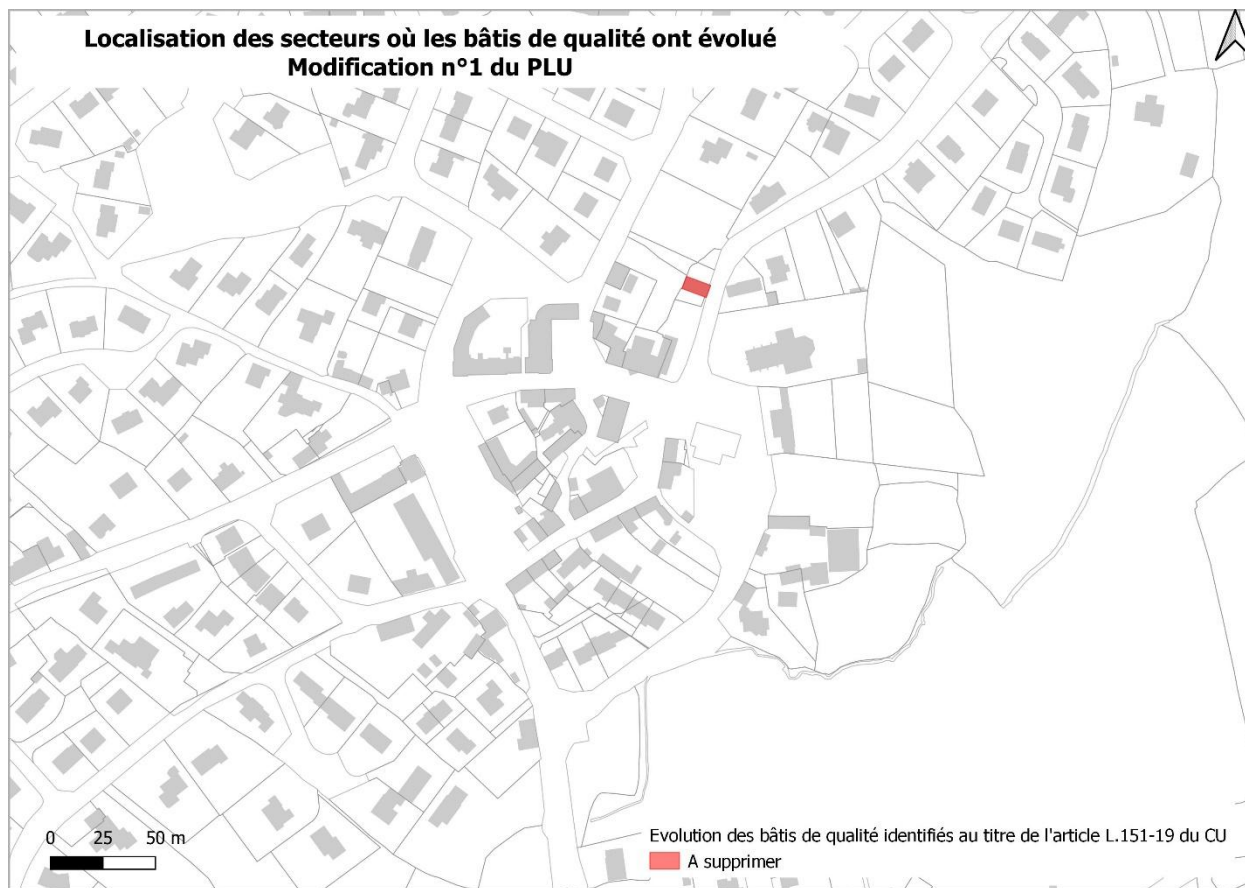 Localisation des secteurs où les bâtis de qualité ont évolué
Modification n°1 du PLU
0 25 50 m
Evolution des bâtis de qualité identifiés au titre de l'article L.151-19 du CU
A supprimer